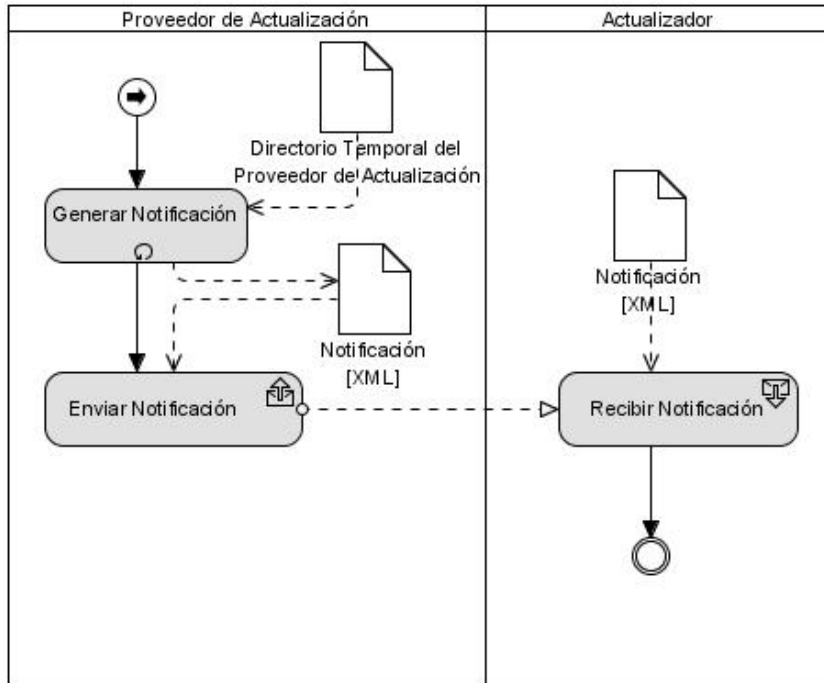 Proveedor de Actualización
Actualizador
Directorio Temporal del
Proveedor de Actualización
Generar Notificación
Notificación
[XML]
Notificación
[XML]
Enviar Notificación
Recibir Notificación